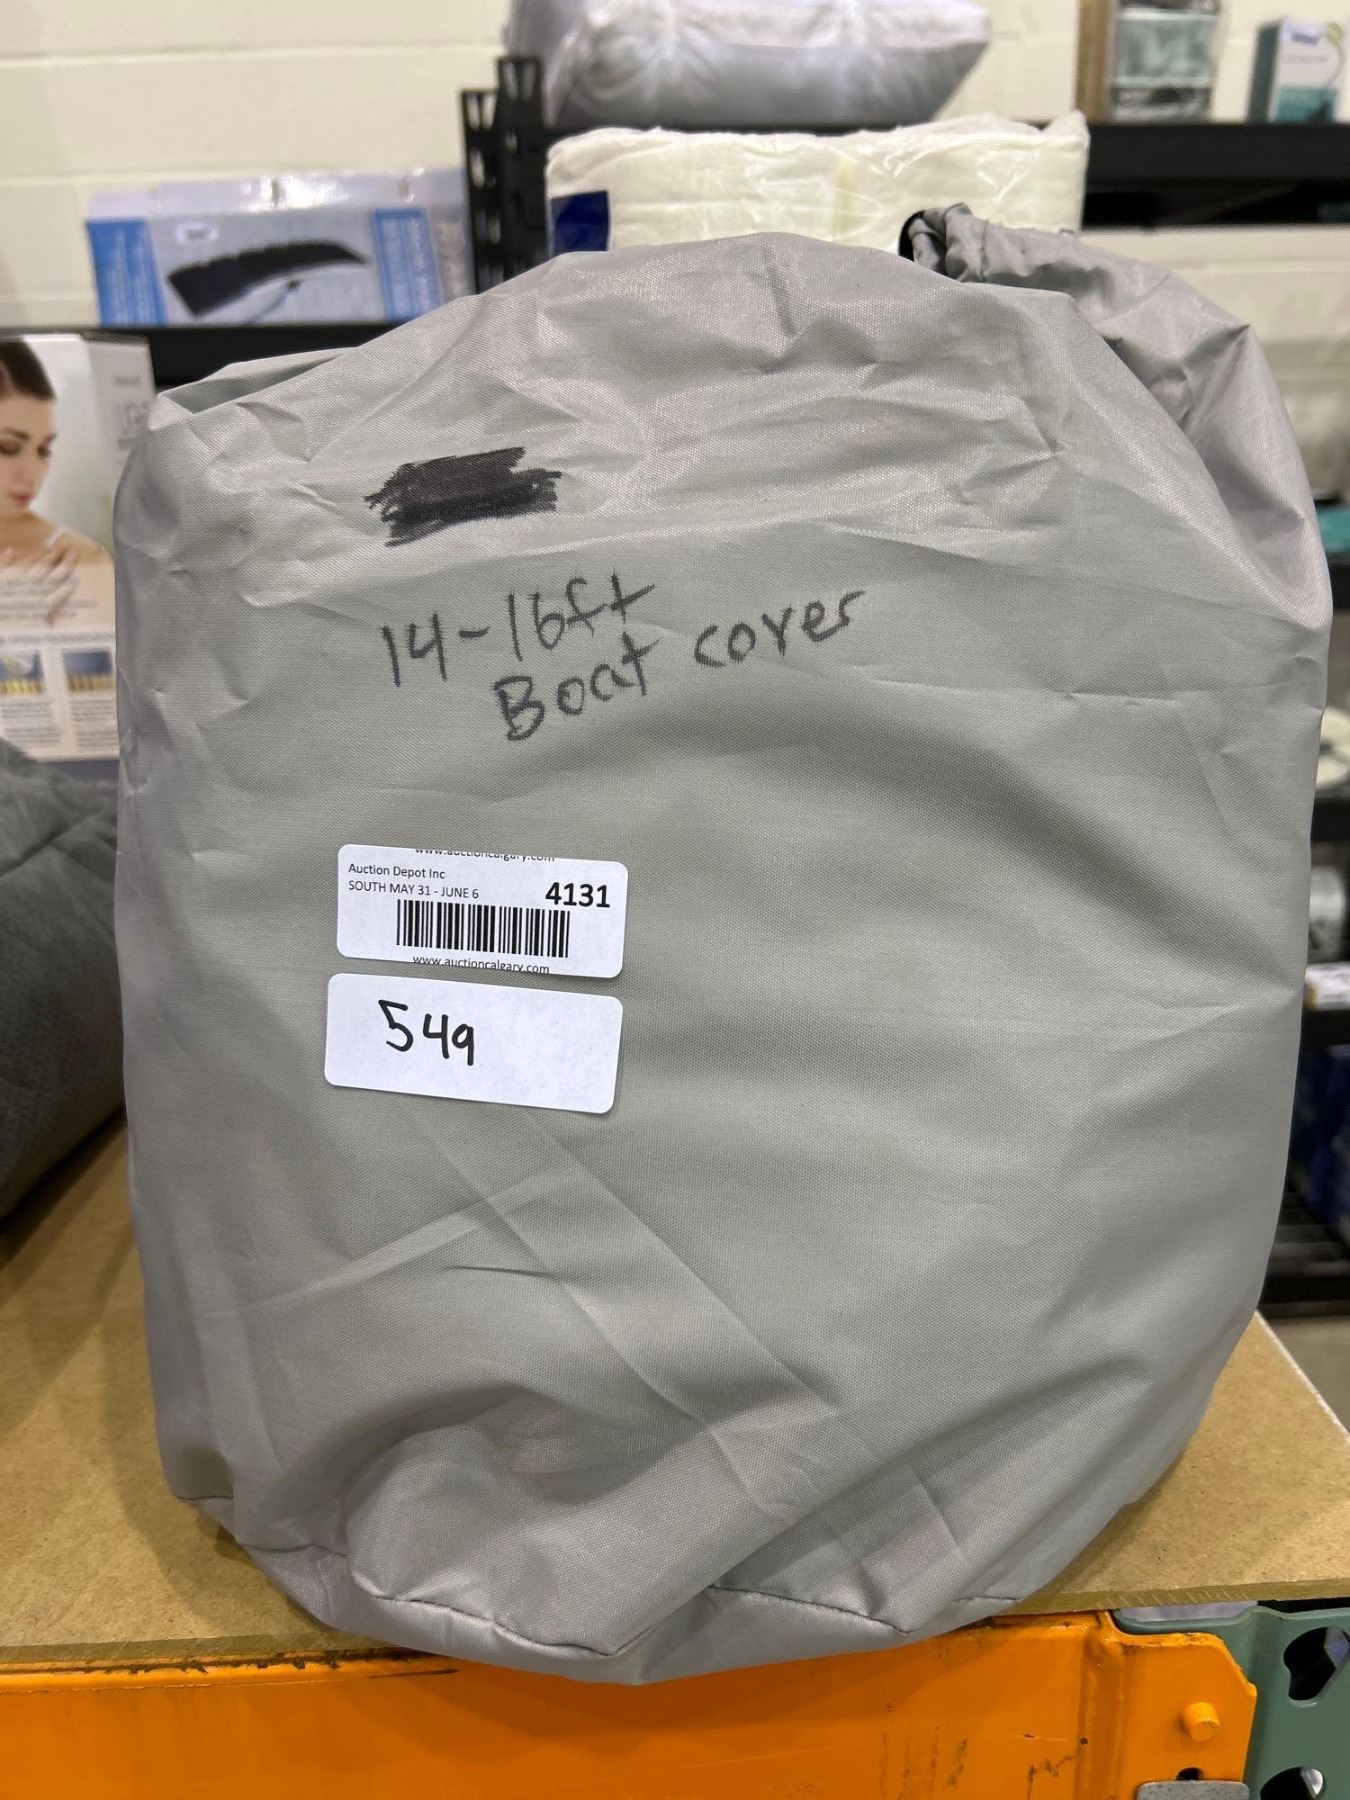 14-16ft
Boat cover
www.auctioncalgary.com
Auction Depot Inc
SOUTH MAY 31 - JUNE 6
4131
www.auctioncalgary.com
549